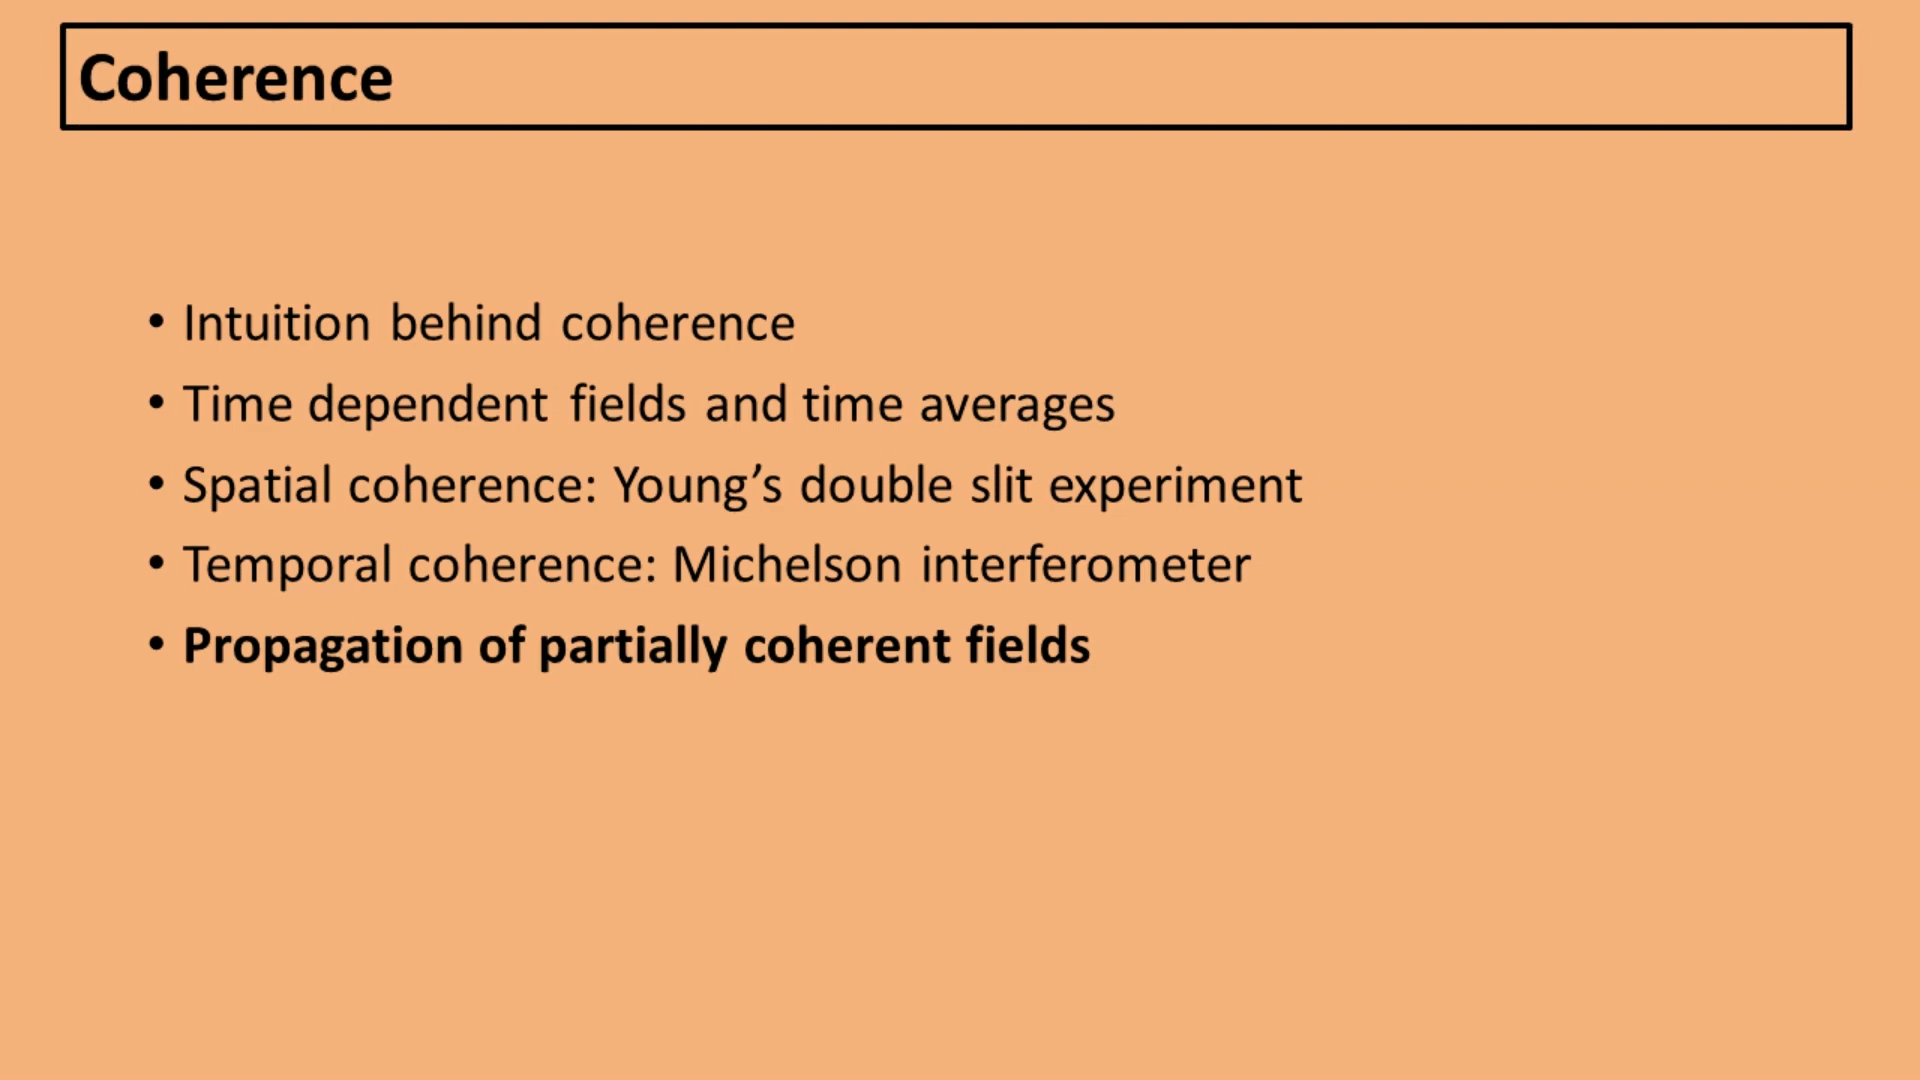 Coherence
• Intuition behind coherence
• Time dependent fields and time averages
• Spatial coherence: Young’s double slit experiment
• Temporal coherence: Michelson interferometer
• Propagation of partially coherent fields